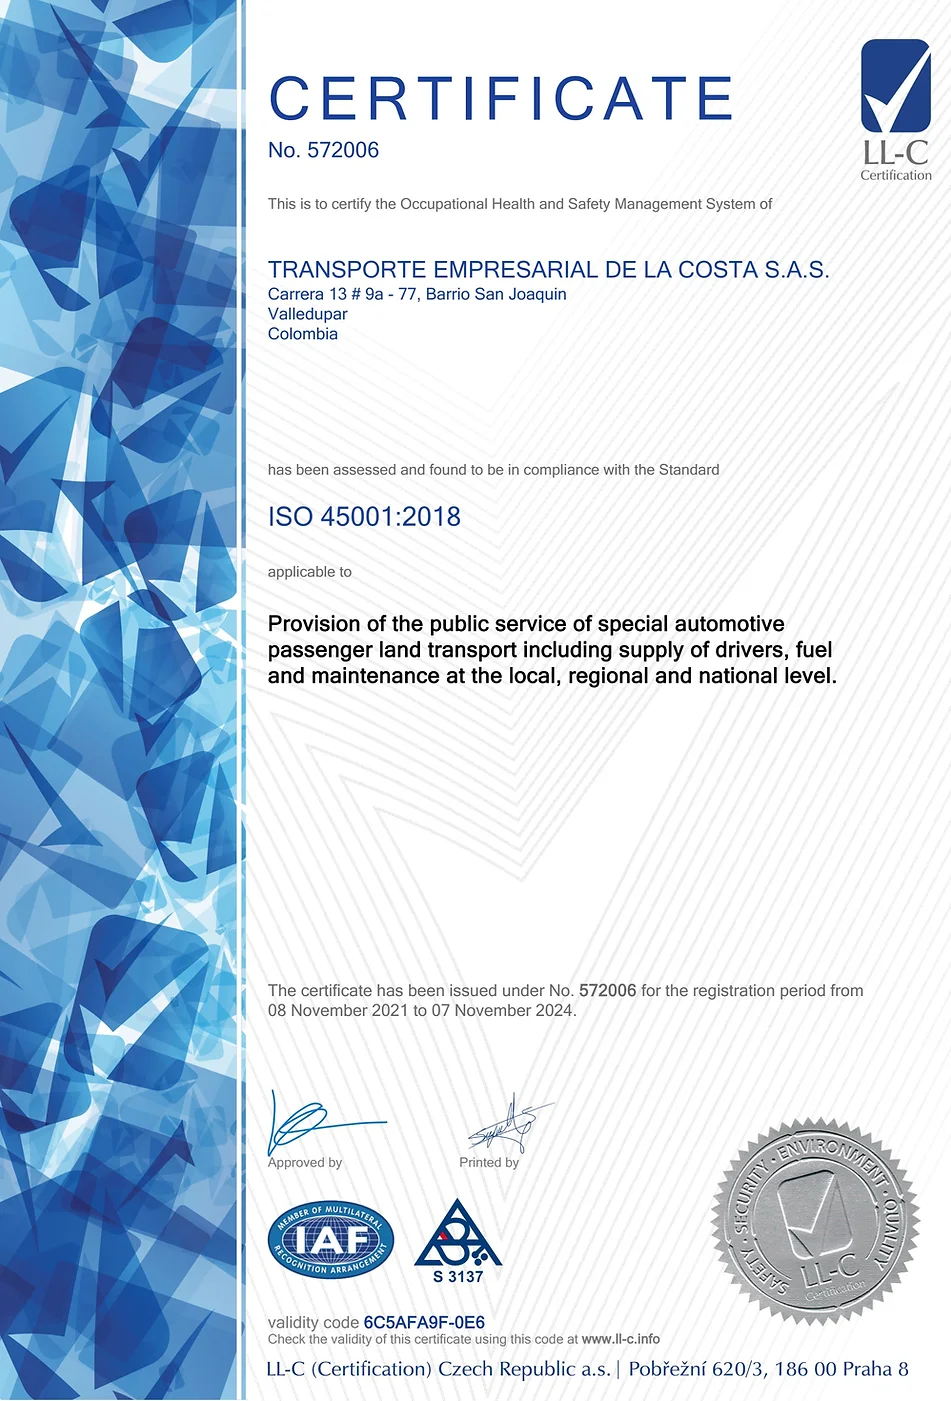 CERTIFICATE
No. 572006
LL-C
Certification
This is to certify the Occupational Health and Safety Management System of
TRANSPORTE EMPRESARIAL DE LA COSTA S.A.S.
Carrera 13 # 9a - 77, Barrio San Joaquin
Valledupar
Colombia
has been assessed and found to be in compliance with the Standard
ISO 45001:2018
applicable to
Provision of the public service of special automotive
passenger land transport including supply of drivers, fuel
and maintenance at the local, regional and national level.
The certificate has been issued under No. 572006 for the registration period from
08 November 2021 to 07 November 2024.
Approved by
Printed by
MEMBER OF MULTILATERAL
IAF
RECOGNITION ARRANGEMENT
S 3137
SAFETY · SECURITY · ENVIRONMENT · QUALITY
LL-C
Certification
validity code 6C5AFA9F-0E6
Check the validity of this certificate using this code at www.ll-c.info
LL-C (Certification) Czech Republic a.s. | Pobřežní 620/3, 186 00 Praha 8